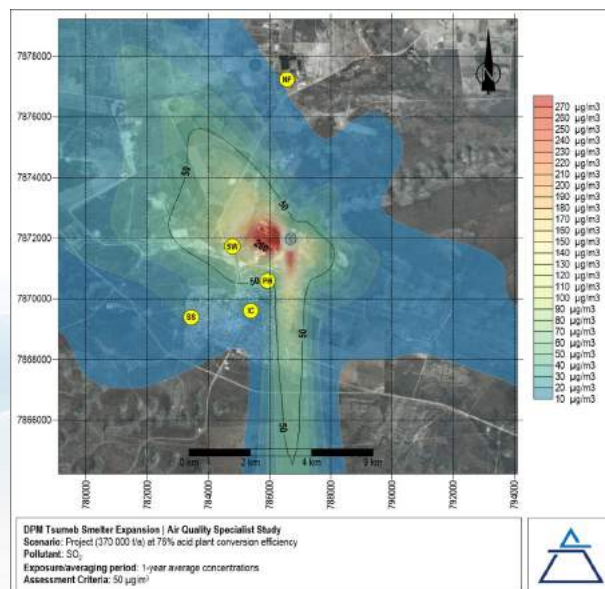 7878000
7876000
7874000
7872000
7870000
7868000
7866000
NF
N
SW
PH
IC
SS
50
50
50
50
50
50
0 km
2 km
4 km
780000
782000
784000
786000
788000
790000
792000
794000
270 µg/m3
260 µg/m3
250 µg/m3
240 µg/m3
230 µg/m3
220 µg/m3
210 µg/m3
200 µg/m3
190 µg/m3
180 µg/m3
170 µg/m3
160 µg/m3
150 µg/m3
140 µg/m3
130 µg/m3
120 µg/m3
110 µg/m3
100 µg/m3
90 µg/m3
80 µg/m3
70 µg/m3
60 µg/m3
50 µg/m3
40 µg/m3
30 µg/m3
20 µg/m3
10 µg/m3
DPM Tsumeb Smelter Expansion | Air Quality Specialist Study
Scenario: Project (370 000 t/a) at 76% acid plant conversion efficiency
Pollutant: SO₂
Exposure/averaging period: 1-year average concentrations
Assessment Criteria: 50 µg/m³